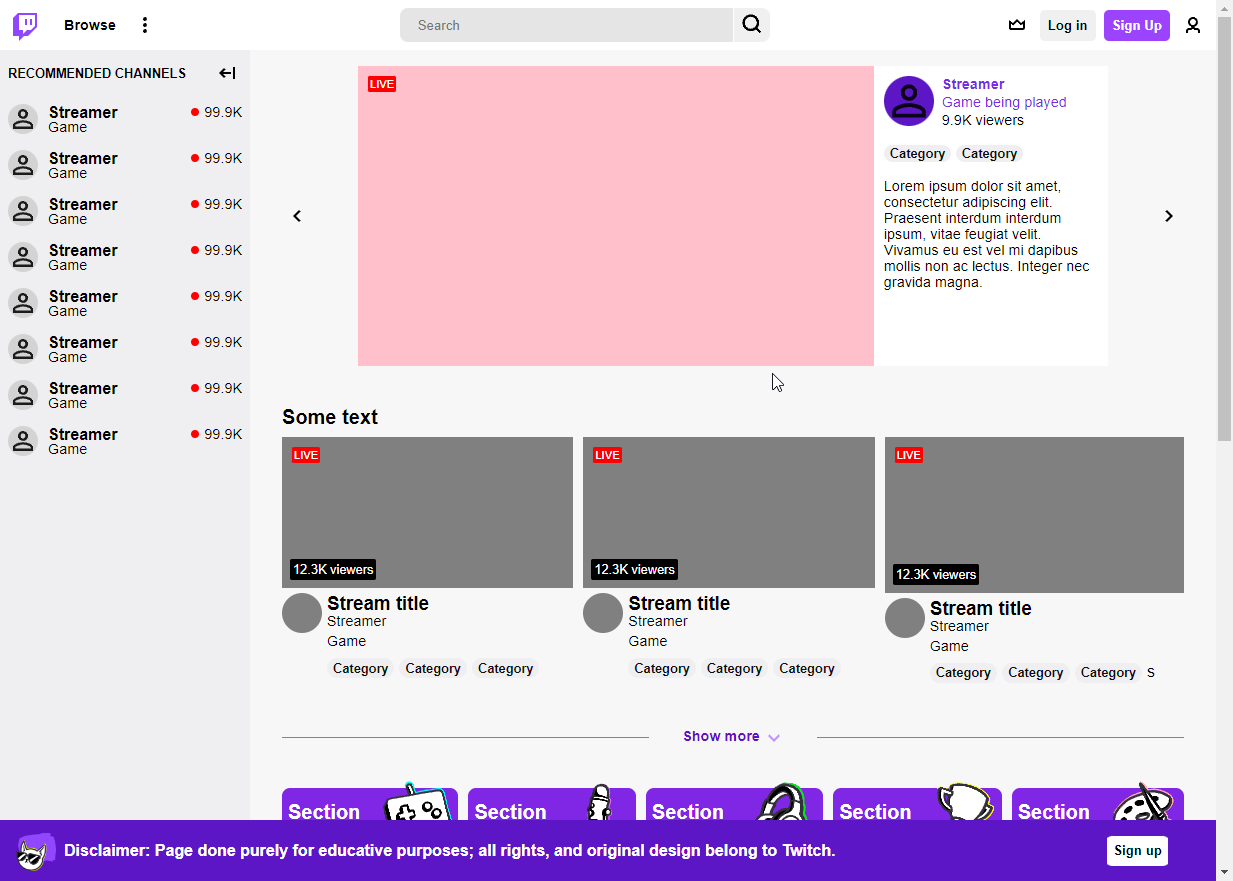 Browse
Search
Log in
Sign Up
RECOMMENDED CHANNELS
Streamer
99.9K
Game
Streamer
99.9K
Game
Streamer
99.9K
Game
Streamer
99.9K
Game
Streamer
99.9K
Game
Streamer
99.9K
Game
Streamer
99.9K
Game
Streamer
99.9K
Game
LIVE
Streamer
Game being played
9.9K viewers
Category Category
Lorem ipsum dolor sit amet,
consectetur adipiscing elit.
Praesent interdum interdum
ipsum, vitae feugiat velit.
Vivamus eu est vel mi dapibus
mollis non ac lectus. Integer nec
gravida magna.
Some text
LIVE
12.3K viewers
Stream title
Streamer
Game
Category Category Category
LIVE
12.3K viewers
Stream title
Streamer
Game
Category Category Category
LIVE
12.3K viewers
Stream title
Streamer
Game
Category Category Category S
Show more
Section
Section
Section
Section
Section
Disclaimer: Page done purely for educative purposes; all rights, and original design belong to Twitch.
Sign up